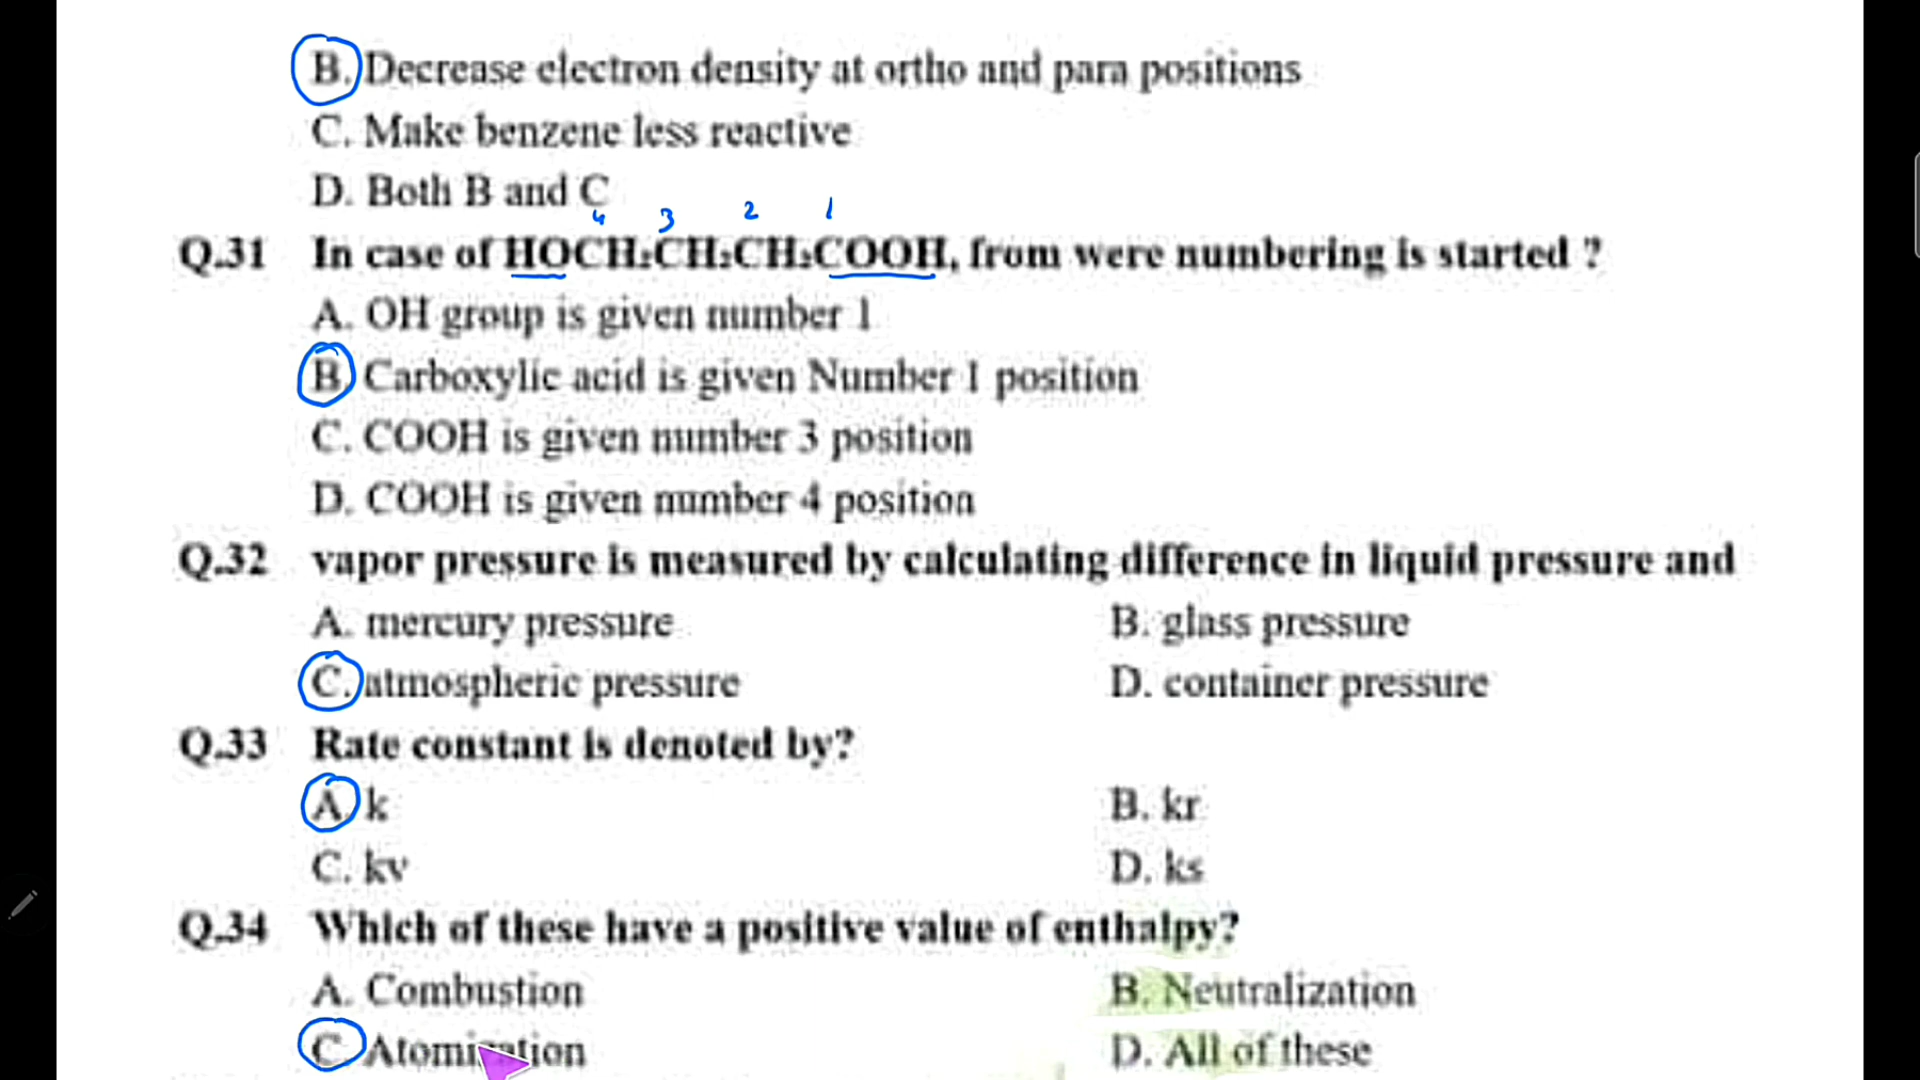 B. Decrease electron density at ortho and para positions
C. Make benzene less reactive
D. Both B and C
4 3 2 1
Q.31 In case of HOCH₂CH₂CH₂COOH, from were numbering is started ?
A. OH group is given number 1
B. Carboxylic acid is given Number 1 position
C. COOH is given number 3 position
D. COOH is given number 4 position
Q.32 vapor pressure is measured by calculating difference in liquid pressure and
A. mercury pressure B. glass pressure
C. atmospheric pressure D. container pressure
Q.33 Rate constant is denoted by?
A. k B. kr
C. kv D. ks
Q.34 Which of these have a positive value of enthalpy?
A. Combustion B. Neutralization
C. Atomization D. All of these